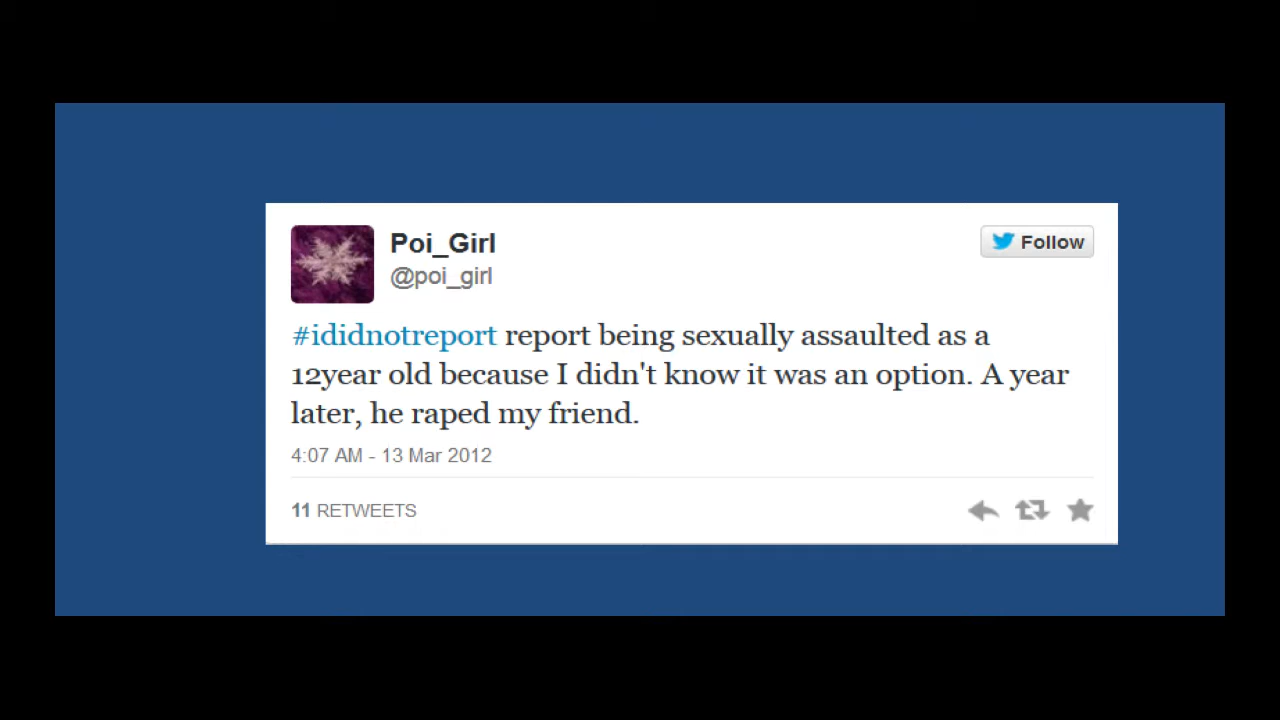 Poi_Girl
Follow
@poi_girl
#ididnotreport report being sexually assaulted as a
12year old because I didn't know it was an option. A year
later, he raped my friend.
4:07 AM - 13 Mar 2012
11 RETWEETS